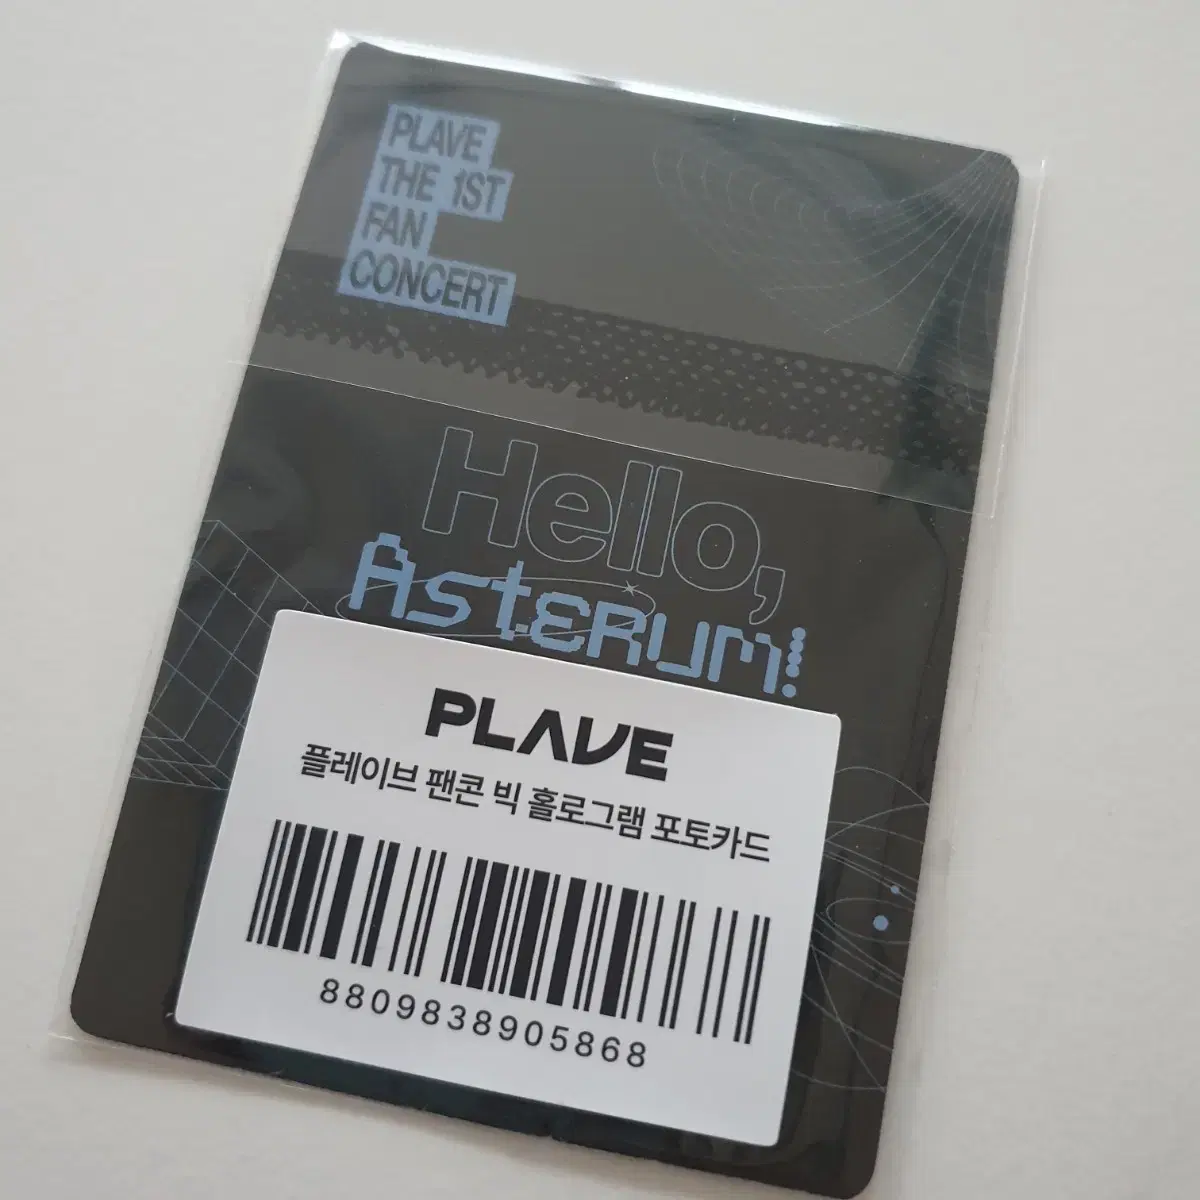 PLAVE
THE 1ST
FAN
CONCERT
Hello,
Asterum!
PLAVE
플레이브 팬콘 빅 홀로그램 포토카드
8809838905868